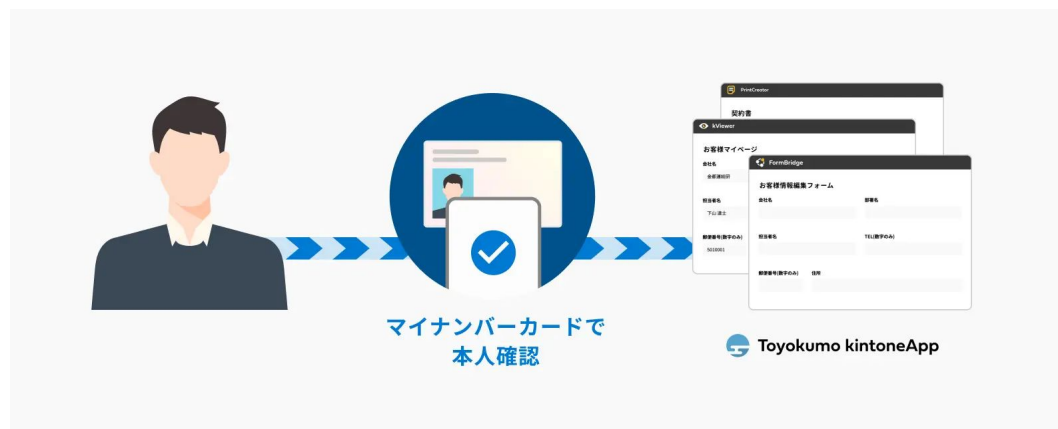 マイナンバーカードで
本人確認
PrintCreator
契約書
kViewer
お客様マイページ
会社名
担当者名
下山 達士
郵便番号(数字のみ)
5010001
FormBridge
お客様情報編集フォーム
会社名
部署名
担当者名
TEL(数字のみ)
郵便番号(数字のみ)
住所
Toyokumo kintoneApp